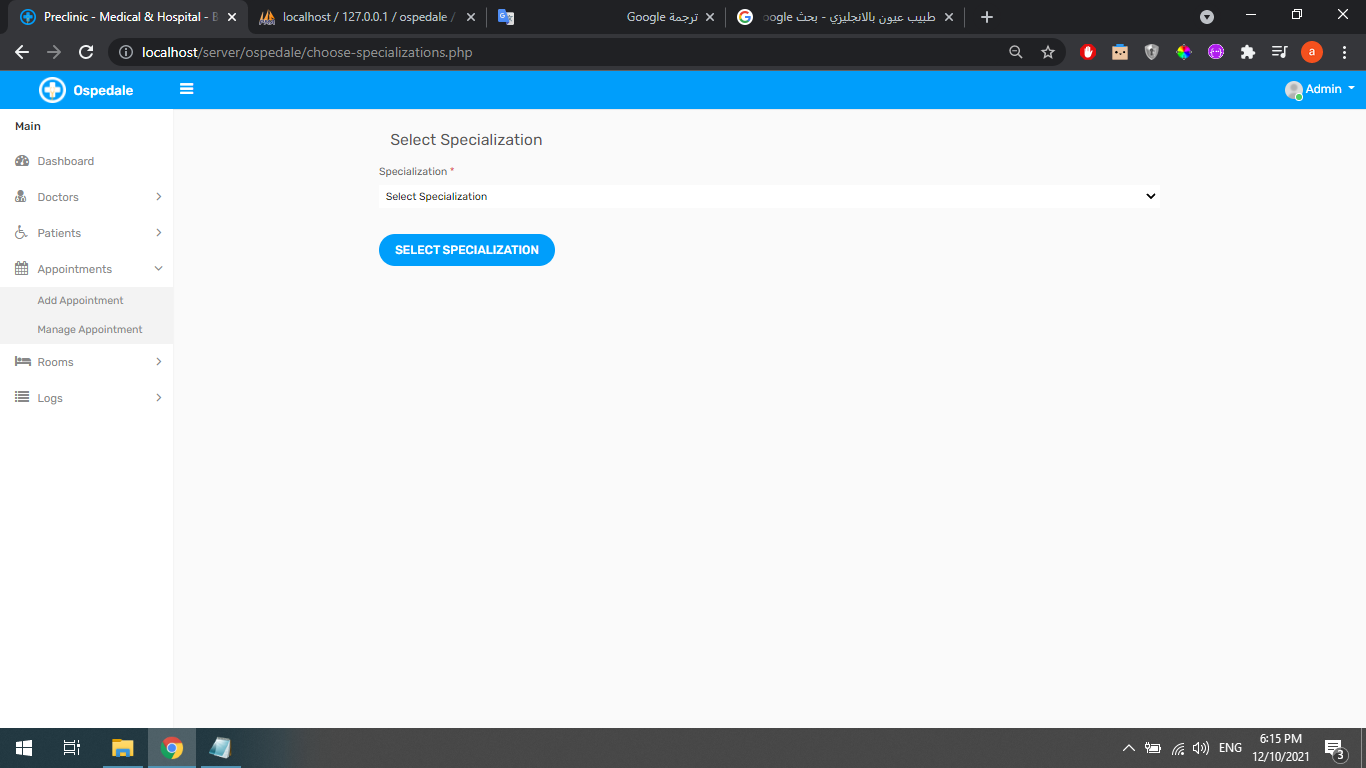 Preclinic - Medical & Hospital - B
localhost / 127.0.0.1 / ospedale /
ترجمة Google
طبيب عيون بالانجليزي - بحث
localhost/server/ospedale/choose-specializations.php
a
Ospedale
Admin
Main
Dashboard
Doctors
Patients
Appointments
Add Appointment
Manage Appointment
Rooms
Logs
Select Specialization
Specialization *
Select Specialization
SELECT SPECIALIZATION
ENG
6:15 PM
12/10/2021
3